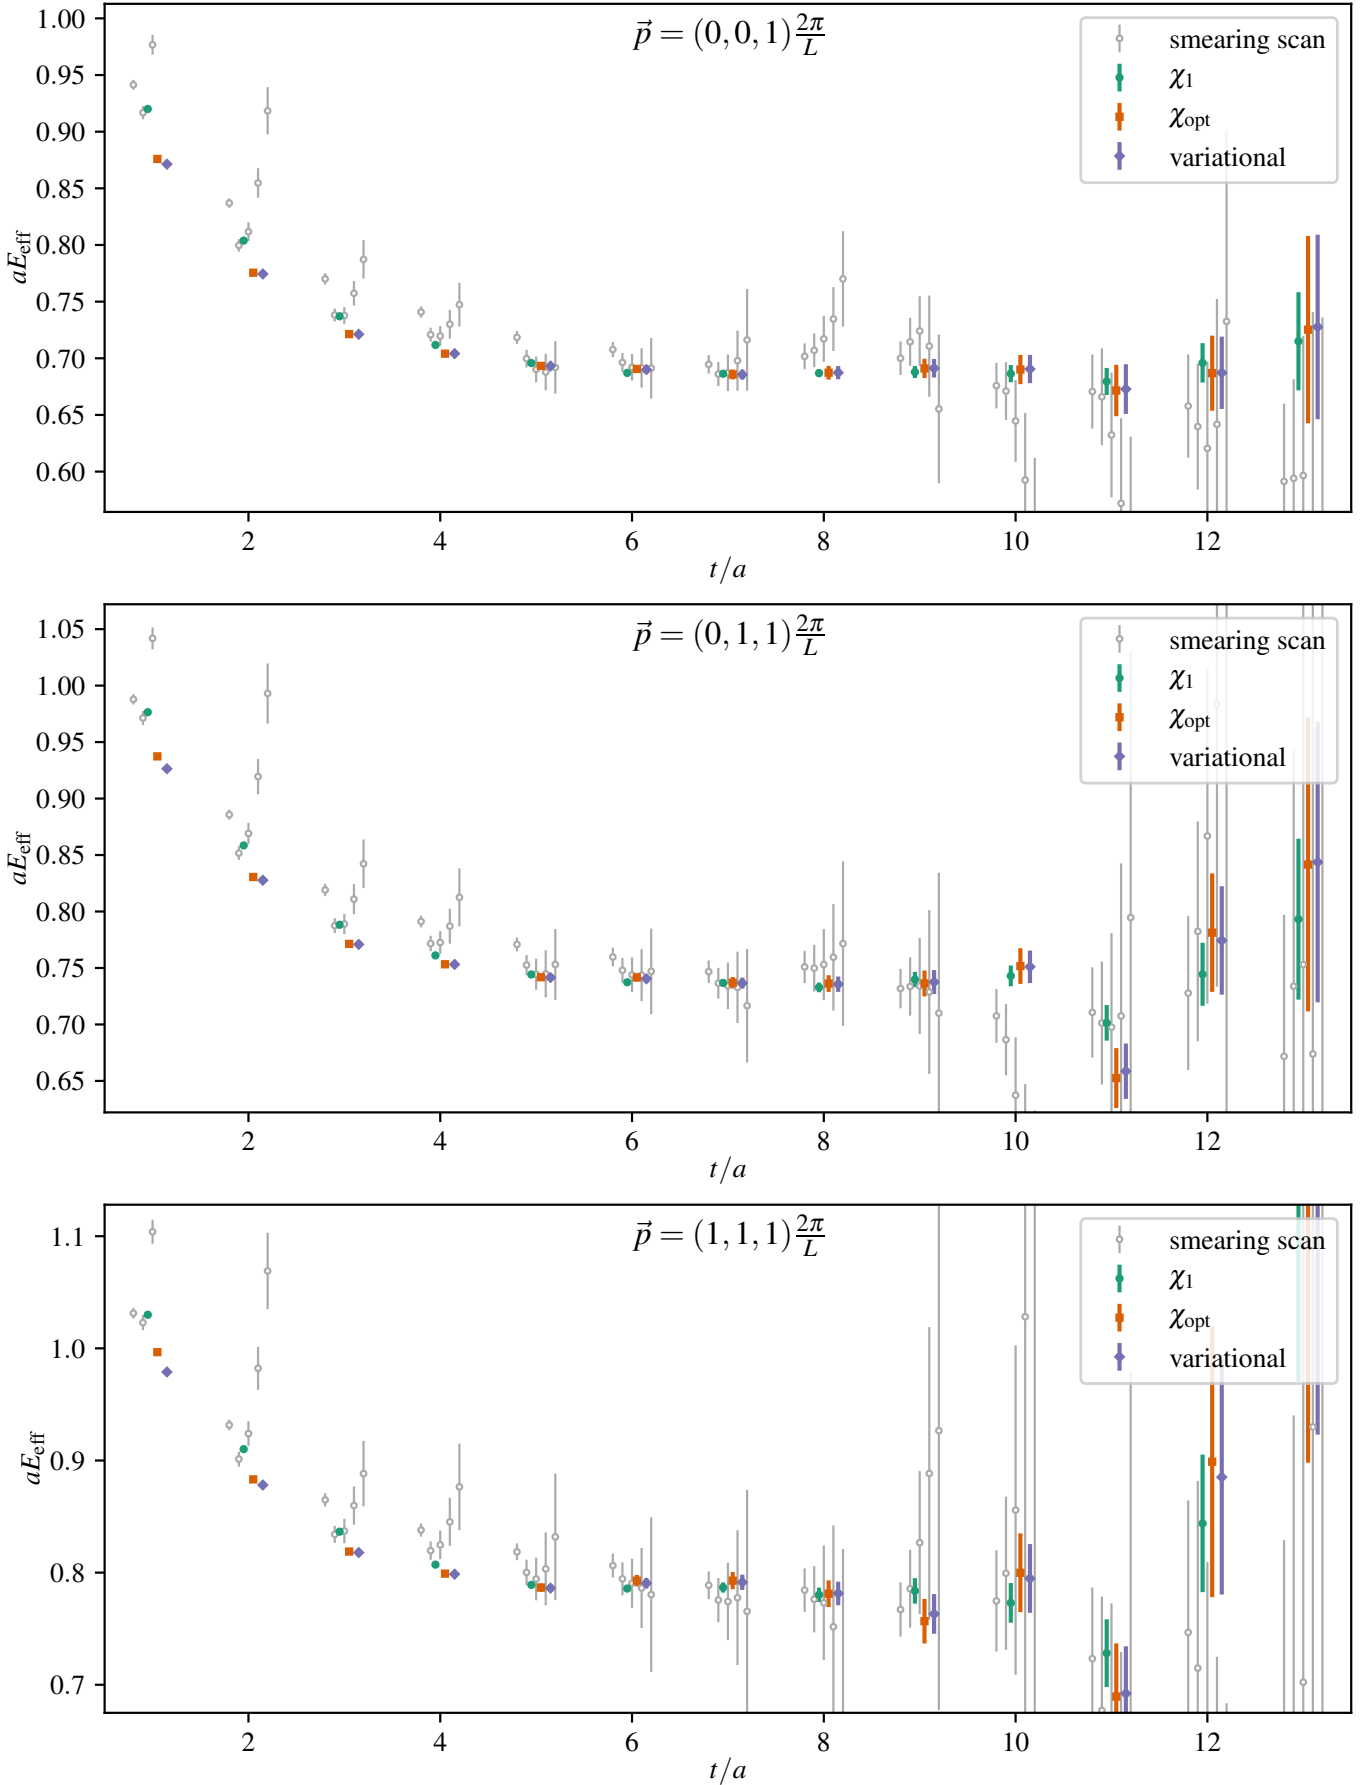 p⃗ = (0, 0, 1) 2π/L
smearing scan
χ1
χopt
variational
1.00
0.95
0.90
0.85
0.80
0.75
0.70
0.65
0.60
aEeff
2 4 6 8 10 12
t/a
p⃗ = (0, 1, 1) 2π/L
smearing scan
χ1
χopt
variational
1.05
1.00
0.95
0.90
0.85
0.80
0.75
0.70
0.65
aEeff
2 4 6 8 10 12
t/a
p⃗ = (1, 1, 1) 2π/L
smearing scan
χ1
χopt
variational
1.1
1.0
0.9
0.8
0.7
aEeff
2 4 6 8 10 12
t/a